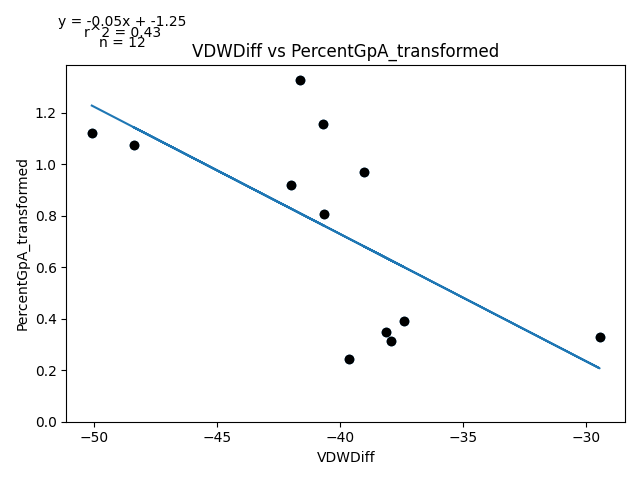 y = -0.05x + -1.25
r^2 = 0.43
n = 12
VDWDiff vs PercentGpA_transformed
PercentGpA_transformed
1.2
1.0
0.8
0.6
0.4
0.2
0.0
−50
−45
−40
−35
−30
VDWDiff